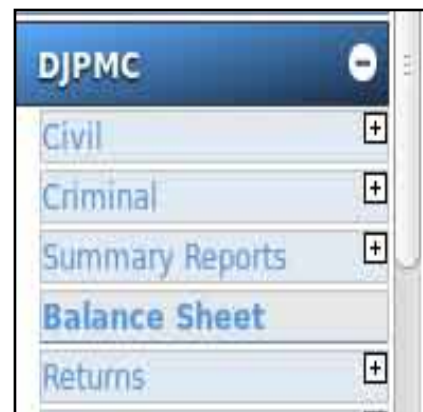 DJPMC
Civil
Criminal
Summary Reports
Balance Sheet
Returns